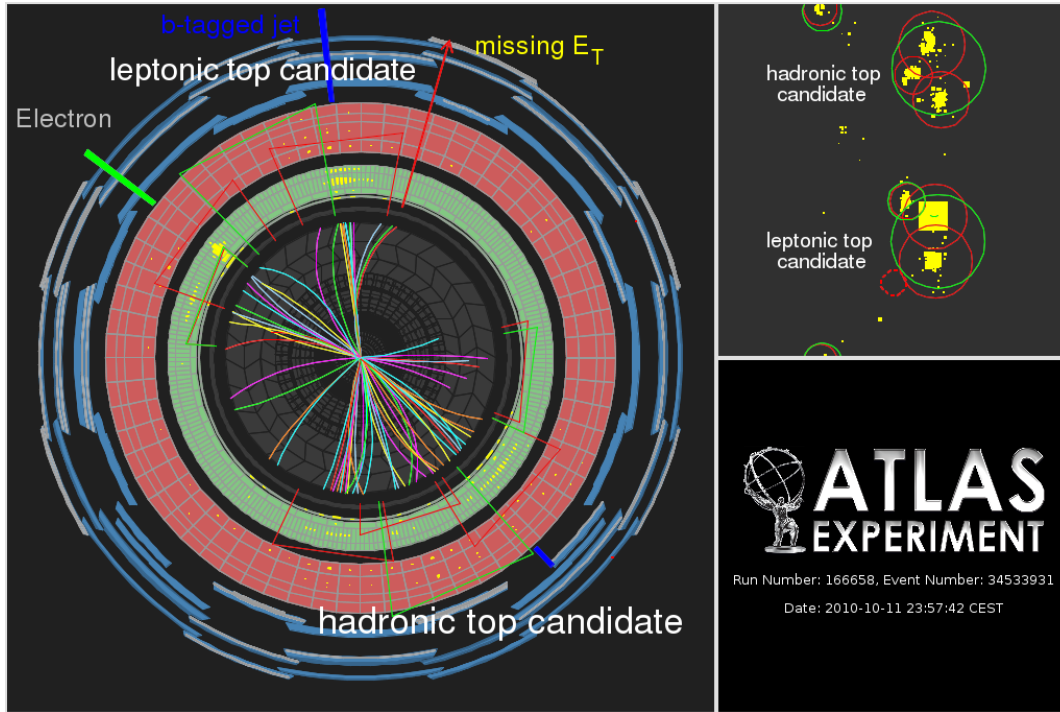 b-tagged jet
missing E_T
leptonic top candidate
Electron
hadronic top candidate
hadronic top
candidate
leptonic top
candidate
ATLAS
EXPERIMENT
Run Number: 166658, Event Number: 34533931
Date: 2010-10-11 23:57:42 CEST